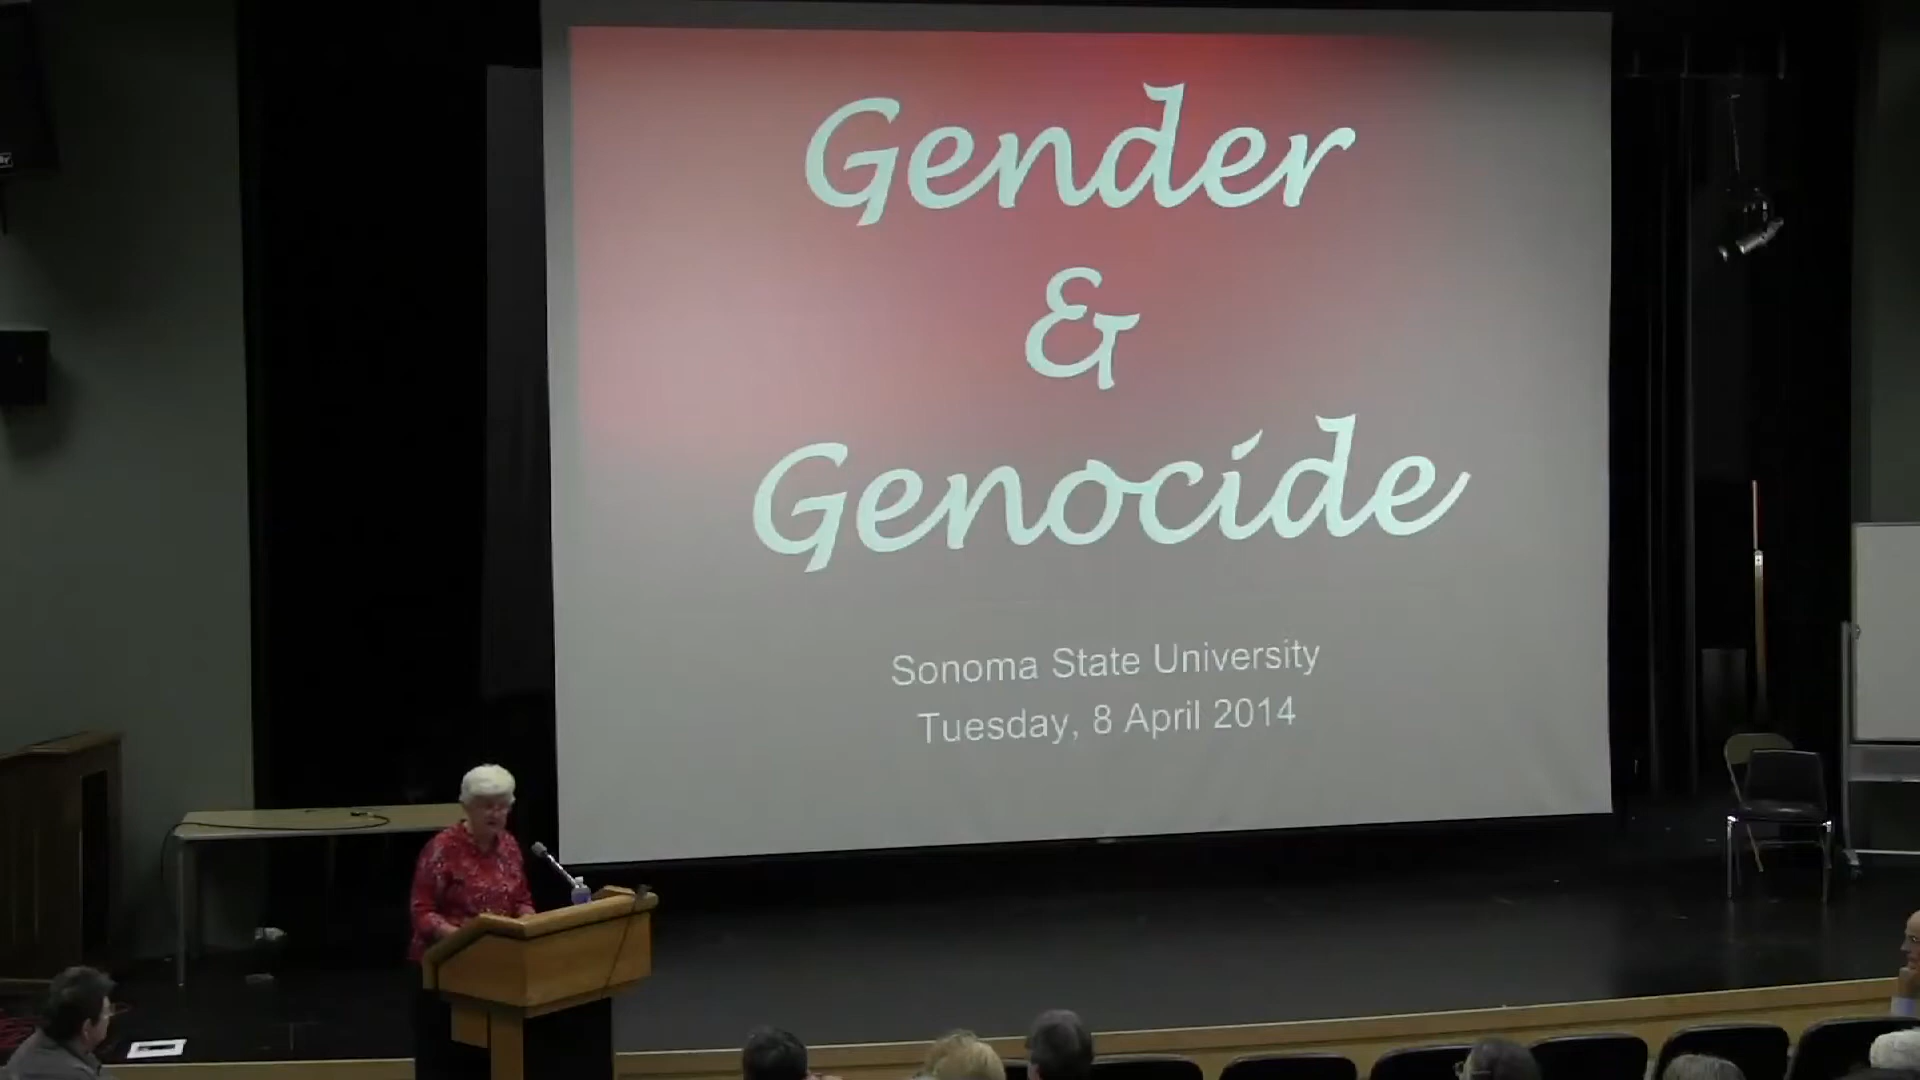 Gender
&
Genocide
Sonoma State University
Tuesday, 8 April 2014